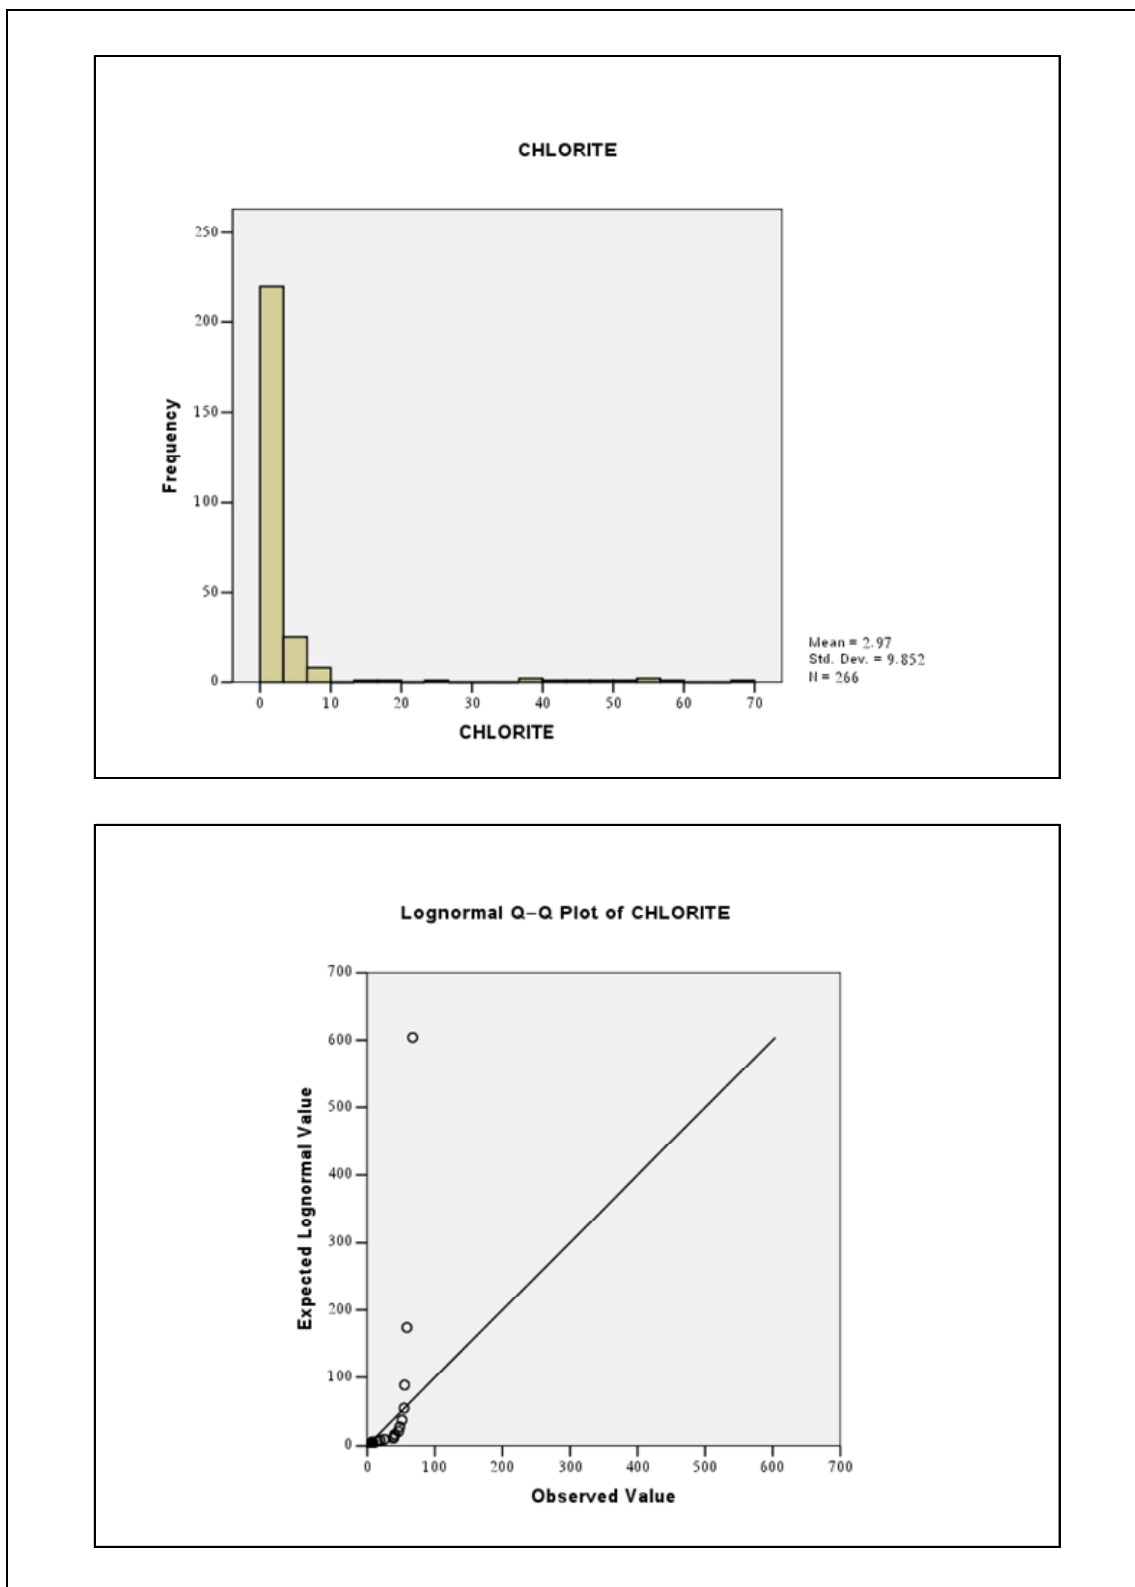 CHLORITE
250
200
150
100
50
0
Frequency
0 10 20 30 40 50 60 70
CHLORITE
Mean = 2.97
Std. Dev. = 9.852
N = 266
Lognormal Q–Q Plot of CHLORITE
700
600
500
400
300
200
100
0
Expected Lognormal Value
0 100 200 300 400 500 600 700
Observed Value